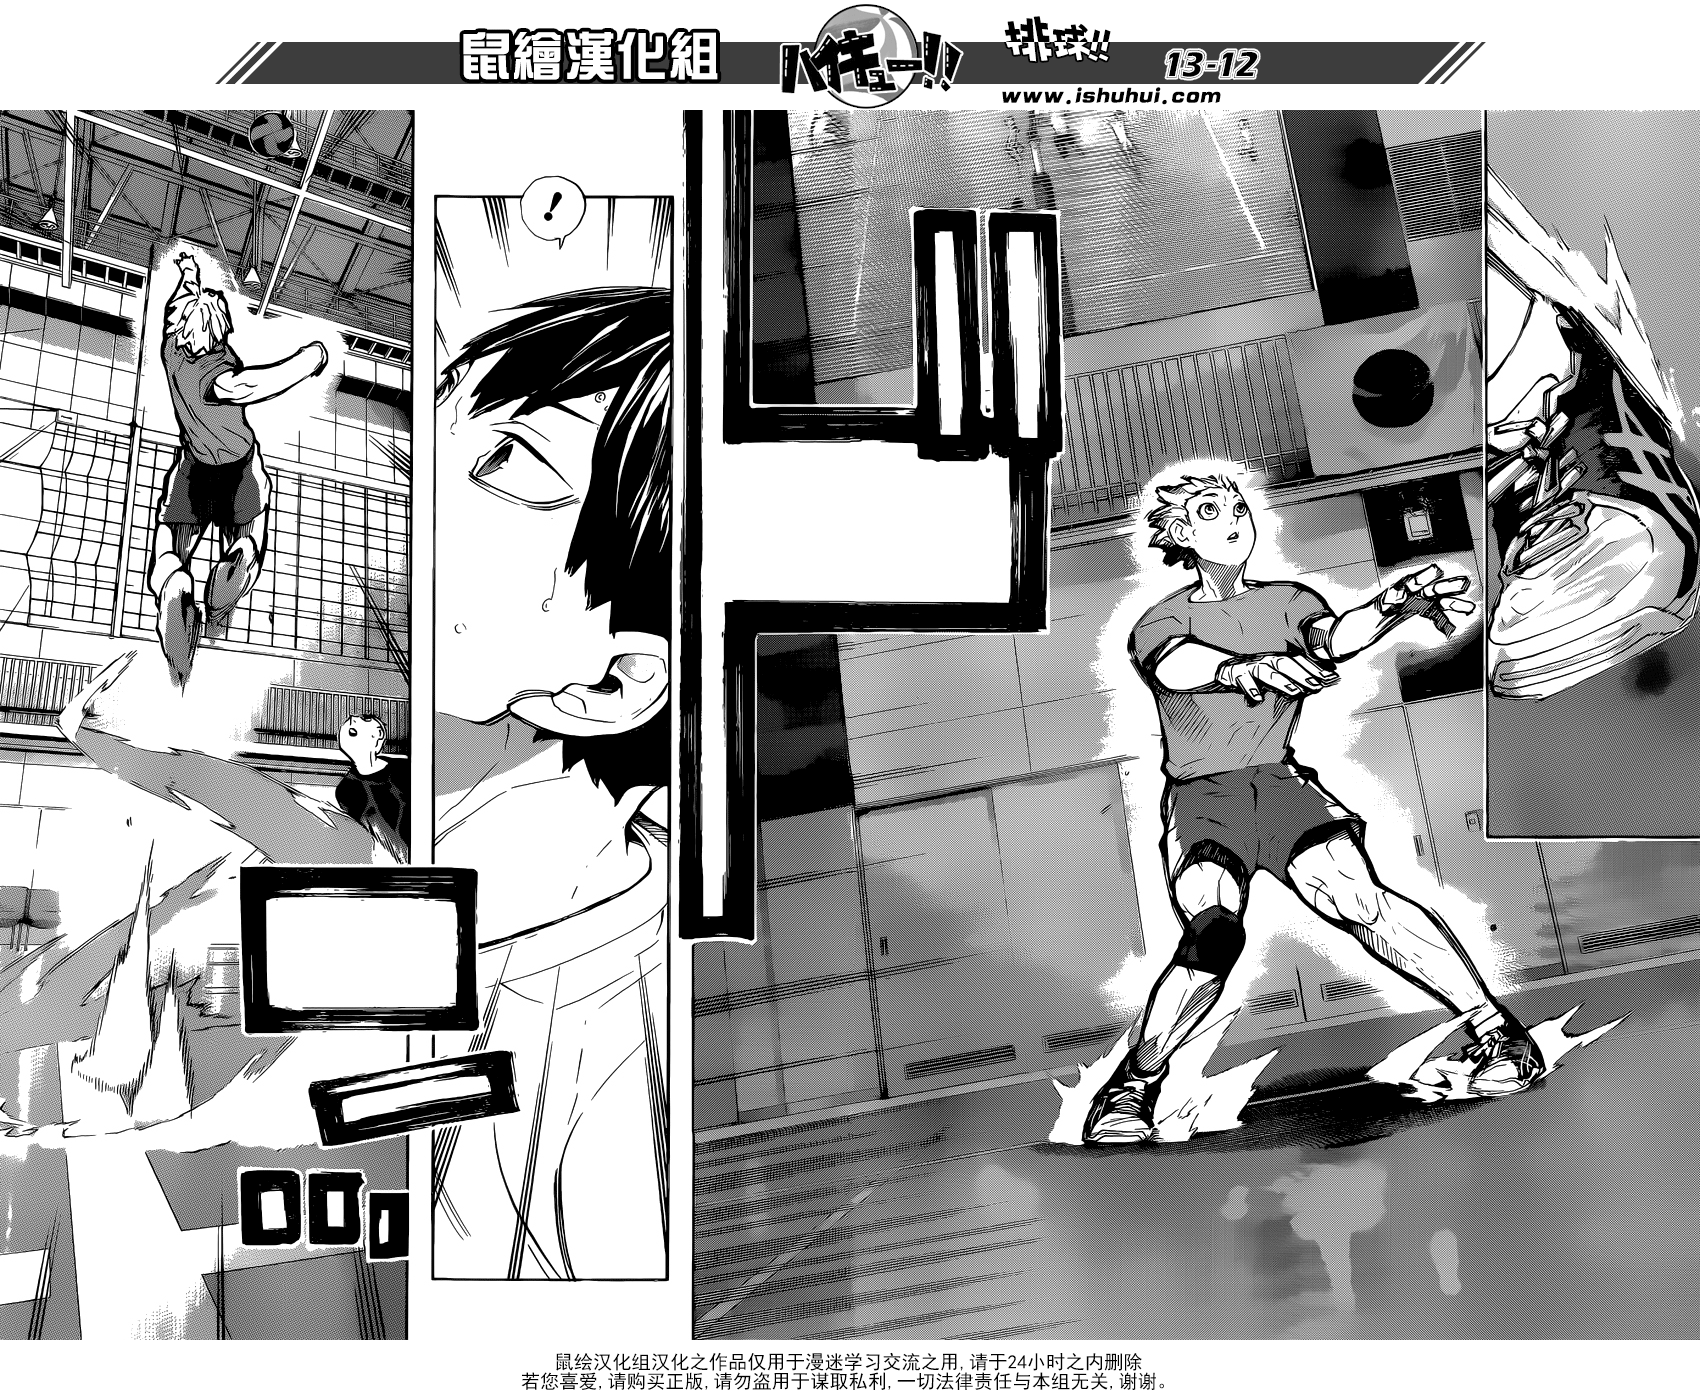 鼠繪漢化組
ハイキュー!!
排球!!
13-12
www.ishuhui.com
!
ド
鼠绘汉化组汉化之作品仅用于漫迷学习交流之用,请于24小时之内删除
若您喜爱,请购买正版,请勿盗用于谋取私利,一切法律责任与本组无关,谢谢。